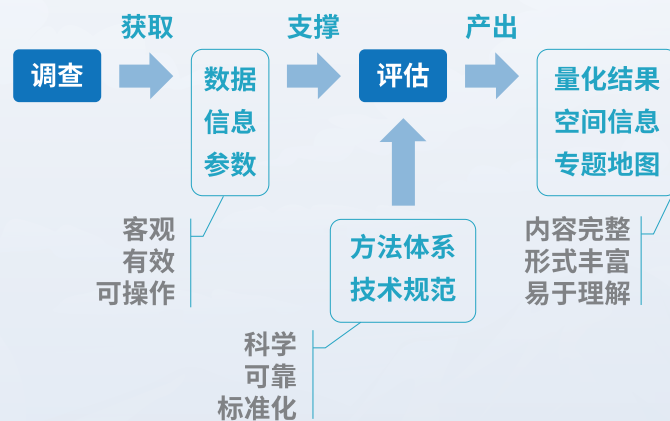 获取
支撑
产出
调查
数据
信息
参数
评估
量化结果
空间信息
专题地图
客观
有效
可操作
方法体系
技术规范
内容完整
形式丰富
易于理解
科学
可靠
标准化